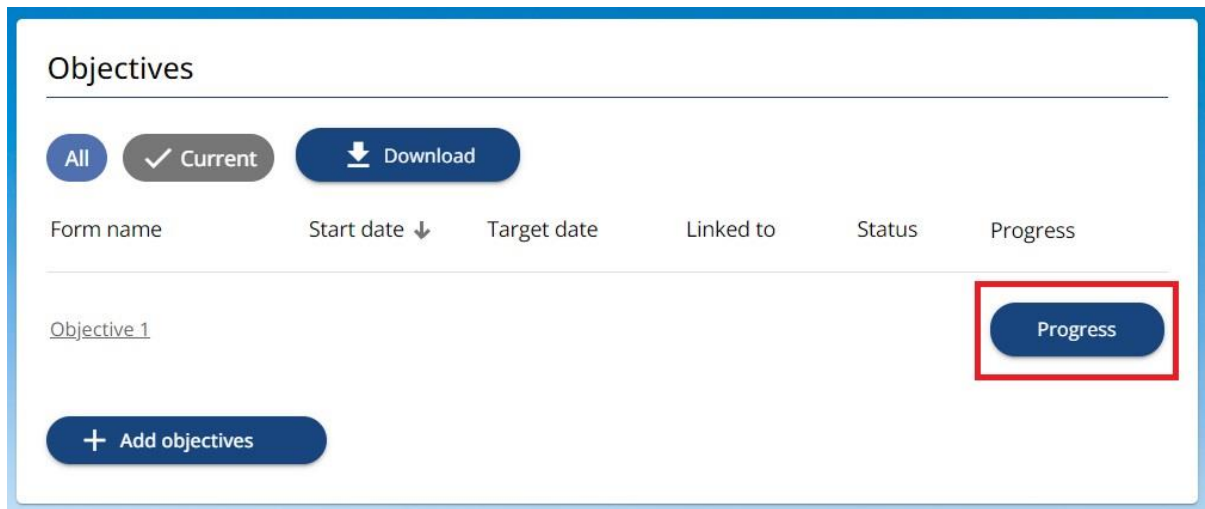 Objectives
All Current Download
Form name Start date Target date Linked to Status Progress
Objective 1 Progress
Add objectives